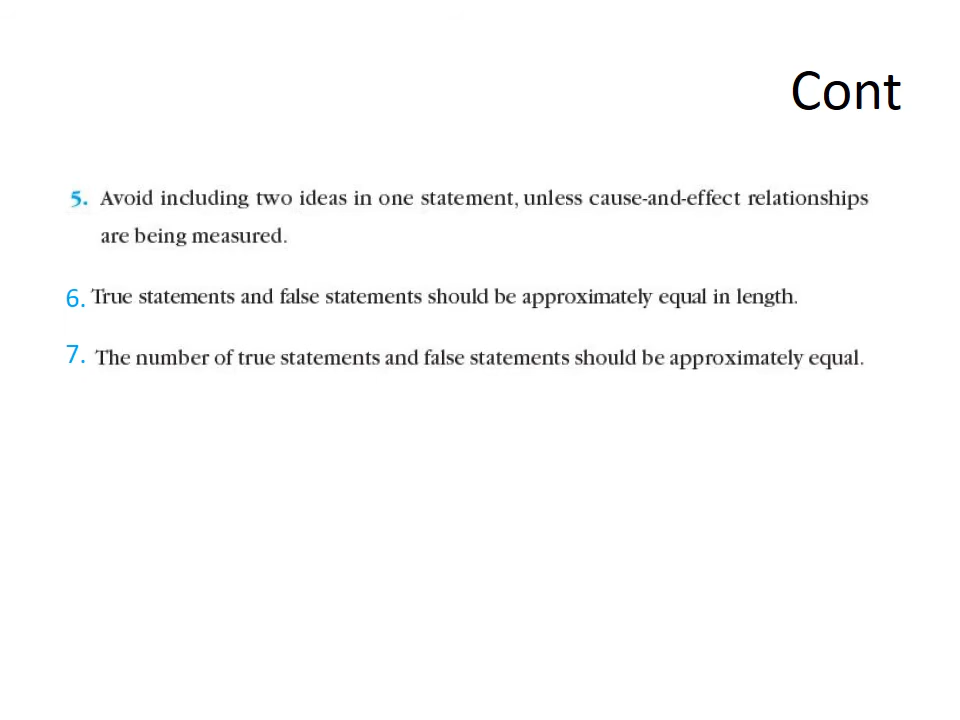 Cont
5. Avoid including two ideas in one statement, unless cause-and-effect relationships
are being measured.
6. True statements and false statements should be approximately equal in length.
7. The number of true statements and false statements should be approximately equal.